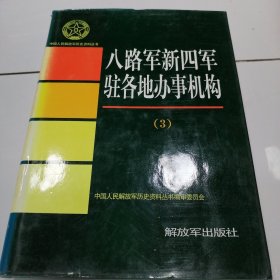 中国人民解放军历史资料丛书
八路军新四军
驻各地办事机构
（3）
中国人民解放军历史资料丛书编审委员会
解放军出版社